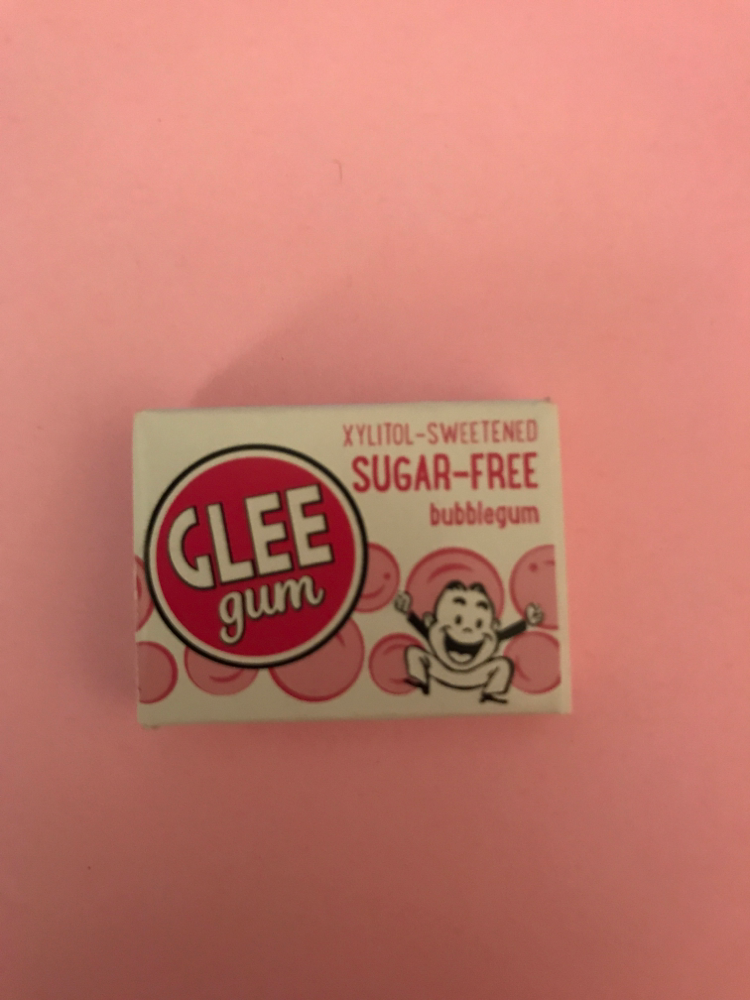 GLEE
gum
XYLITOL-SWEETENED
SUGAR-FREE
bubblegum